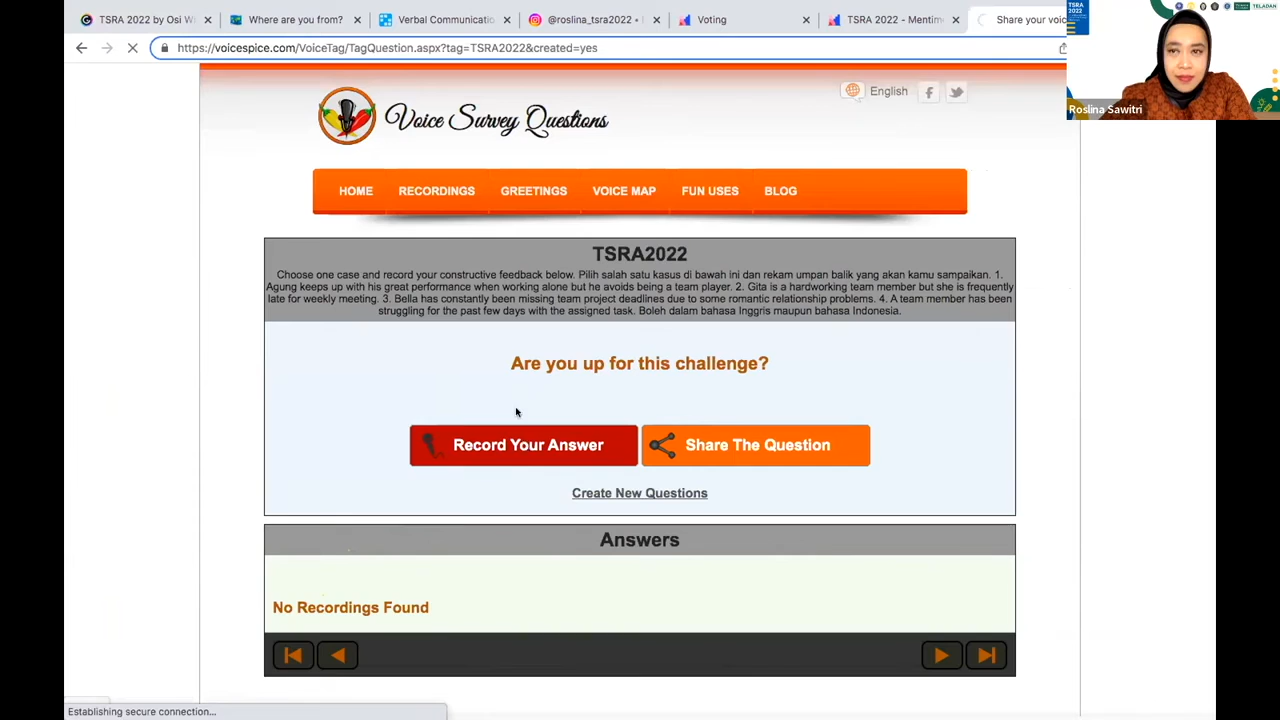 TSRA 2022 by Osi W
Where are you from?
Verbal Communicatio
@roslina_tsra2022
Voting
TSRA 2022 - Mentim
Share your voic
https://voicespice.com/VoiceTag/TagQuestion.aspx?tag=TSRA2022&created=yes
TSRA
2022
TELADAN
Roslina Sawitri
Voice Survey Questions
English
HOME
RECORDINGS
GREETINGS
VOICE MAP
FUN USES
BLOG
TSRA2022
Choose one case and record your constructive feedback below. Pilih salah satu kasus di bawah ini dan rekam umpan balik yang akan kamu sampaikan. 1.
Agung keeps up with his great performance when working alone but he avoids being a team player. 2. Gita is a hardworking team member but she is frequently
late for weekly meeting. 3. Bella has constantly been missing team project deadlines due to some romantic relationship problems. 4. A team member has been
struggling for the past few days with the assigned task. Boleh dalam bahasa Inggris maupun bahasa Indonesia.
Are you up for this challenge?
Record Your Answer
Share The Question
Create New Questions
Answers
No Recordings Found
Establishing secure connection...